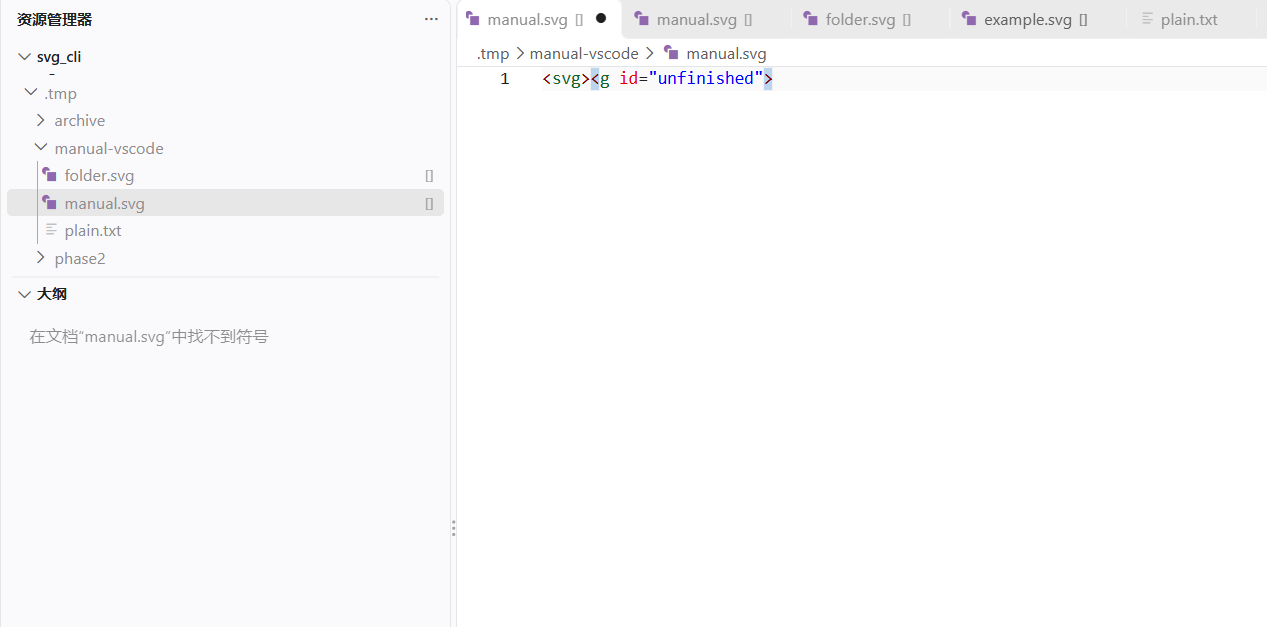 资源管理器 ···
svg_cli
.tmp
archive
manual-vscode
folder.svg []
manual.svg []
plain.txt
phase2
大纲
在文档“manual.svg”中找不到符号
manual.svg [] ● manual.svg [] folder.svg [] example.svg [] plain.txt
.tmp > manual-vscode > manual.svg
1 <svg><g id="unfinished">